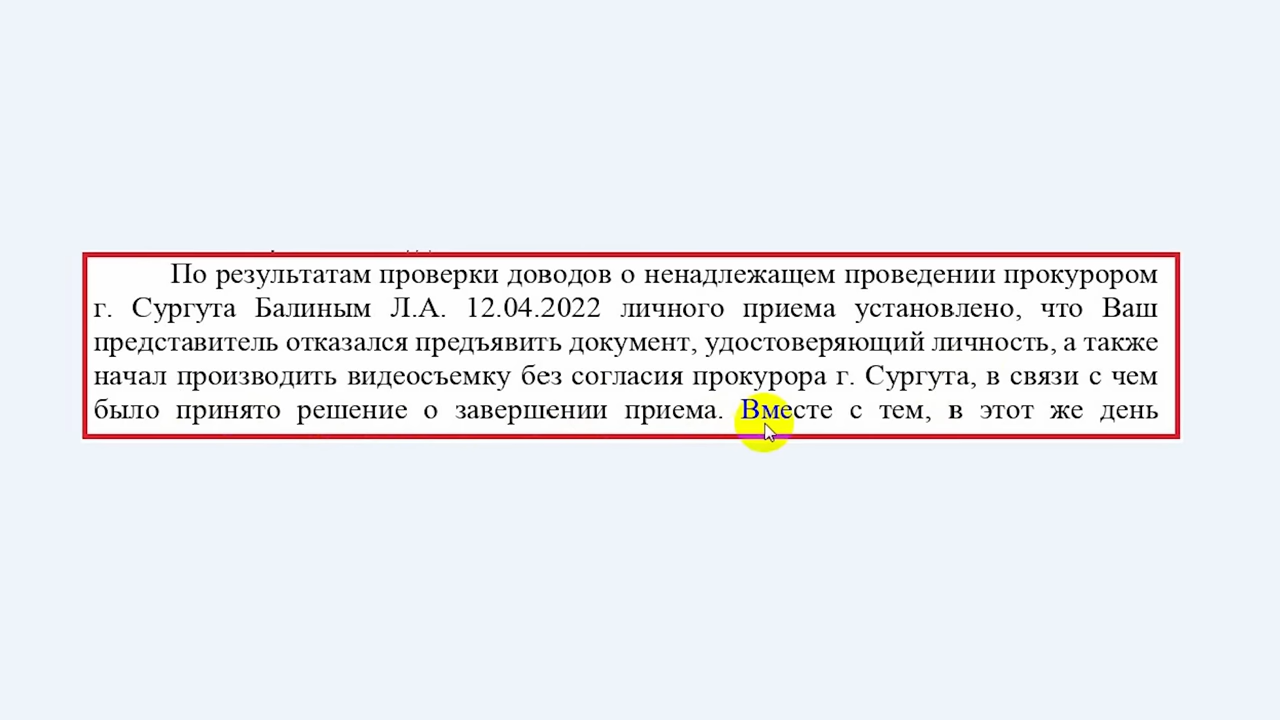 По результатам проверки доводов о ненадлежащем проведении прокурором
г. Сургута Балиным Л.А. 12.04.2022 личного приема установлено, что Ваш
представитель отказался предъявить документ, удостоверяющий личность, а также
начал производить видеосъемку без согласия прокурора г. Сургута, в связи с чем
было принято решение о завершении приема. Вместе с тем, в этот же день